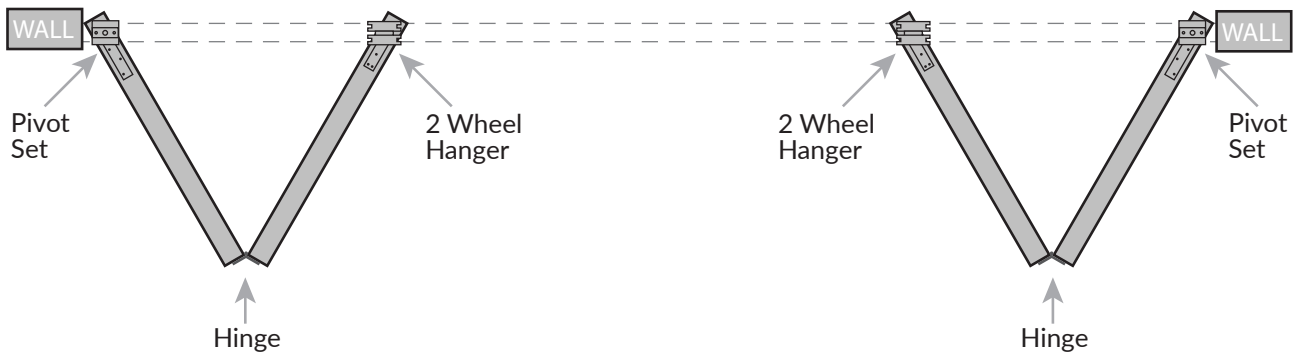 WALL
WALL
Pivot
Set
2 Wheel
Hanger
2 Wheel
Hanger
Pivot
Set
Hinge
Hinge